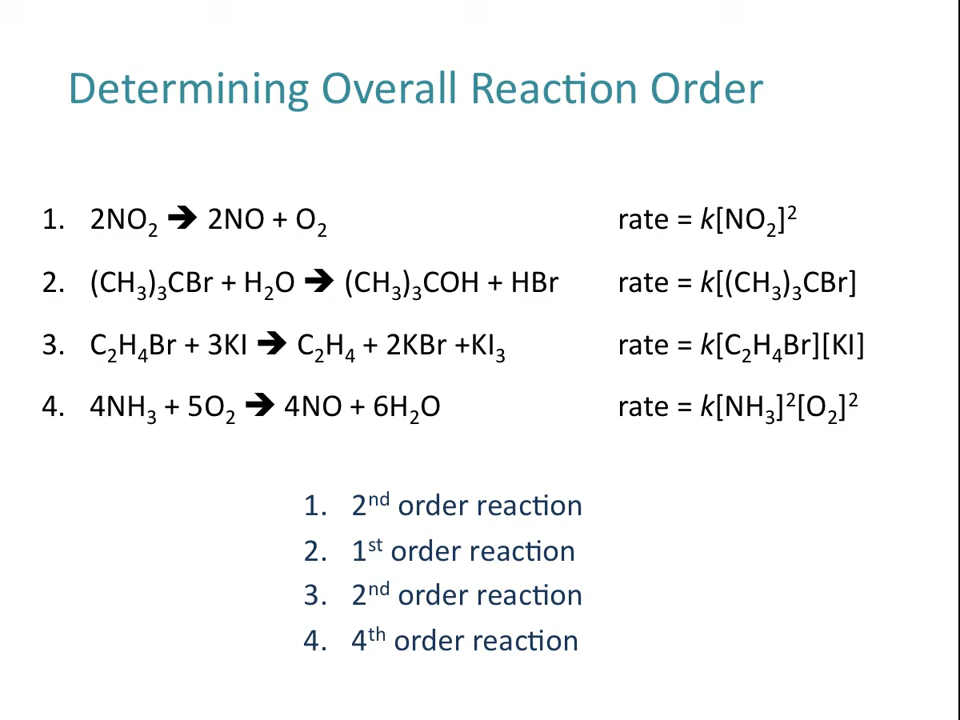 Determining Overall Reaction Order
1. 2NO₂ ➔ 2NO + O₂ rate = k[NO₂]²
2. (CH₃)₃CBr + H₂O ➔ (CH₃)₃COH + HBr rate = k[(CH₃)₃CBr]
3. C₂H₄Br + 3KI ➔ C₂H₄ + 2KBr +KI₃ rate = k[C₂H₄Br][KI]
4. 4NH₃ + 5O₂ ➔ 4NO + 6H₂O rate = k[NH₃]²[O₂]²
1. 2ⁿᵈ order reaction
2. 1ˢᵗ order reaction
3. 2ⁿᵈ order reaction
4. 4ᵗʰ order reaction